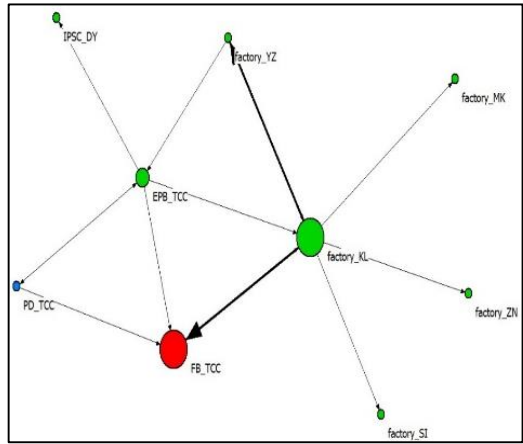 IPSC_DY
factory_YZ
factory_MK
EPB_TCC
factory_KL
PD_TCC
factory_ZN
FB_TCC
factory_SI